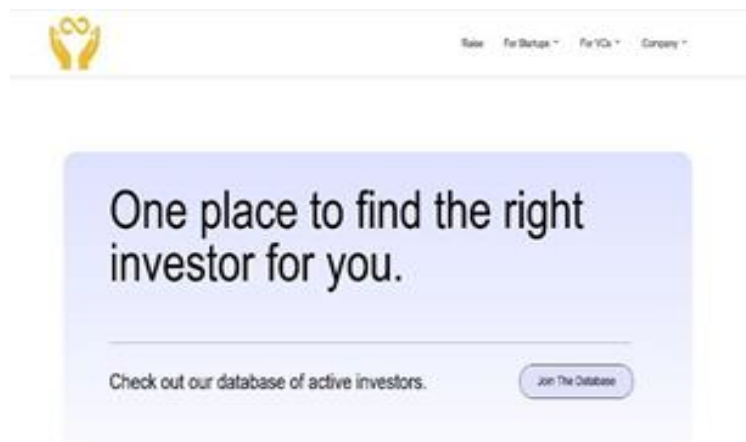 Raise For Startups For VCs Company
One place to find the right
investor for you.
Check out our database of active investors.
Join The Database